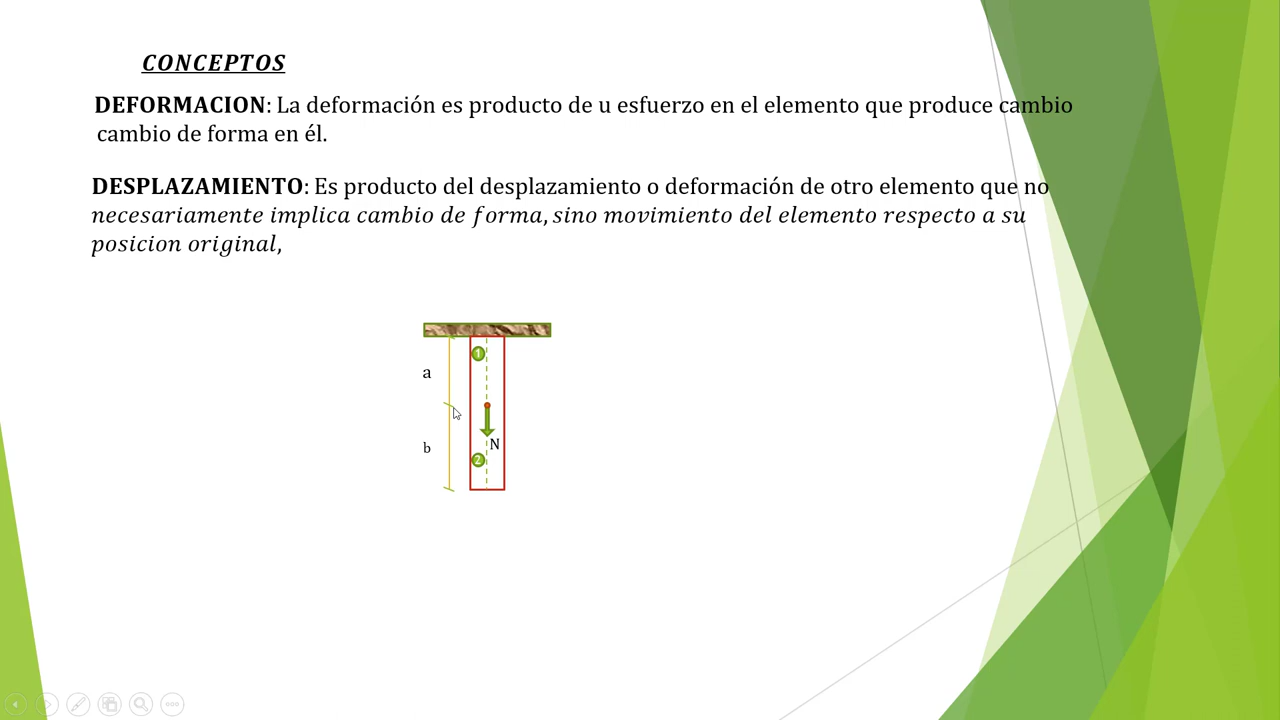 CONCEPTOS
DEFORMACION: La deformación es producto de u esfuerzo en el elemento que produce cambio
cambio de forma en él.
DESPLAZAMIENTO: Es producto del desplazamiento o deformación de otro elemento que no
necesariamente implica cambio de forma, sino movimiento del elemento respecto a su
posicion original,
1
a
N
b
2